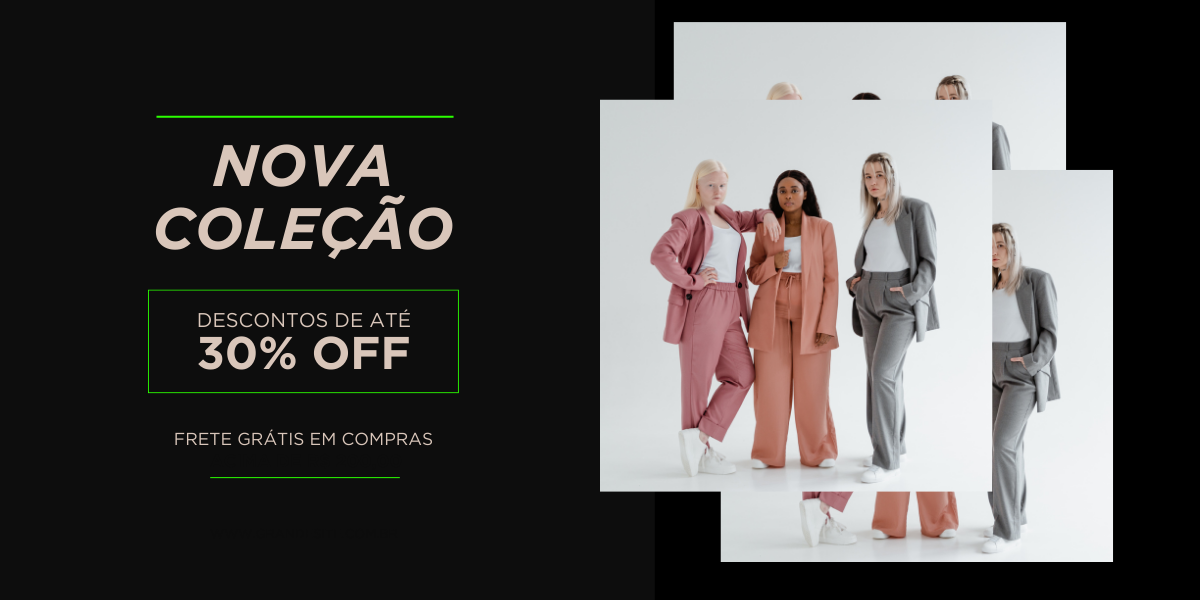 NOVA
COLEÇÃO
DESCONTOS DE ATÉ
30% OFF
FRETE GRÁTIS EM COMPRAS